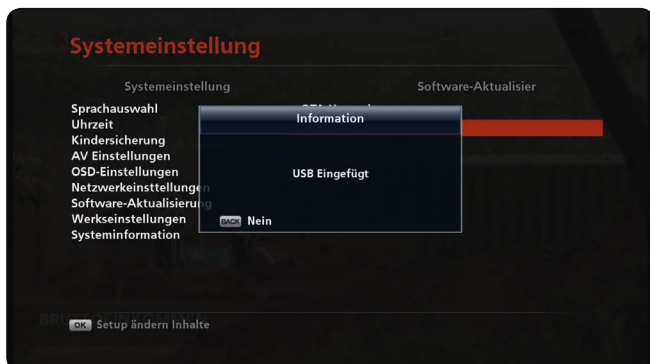 Systemeinstellung
Systemeinstellung
Software-Aktualisier
Sprachauswahl
Uhrzeit
Kindersicherung
AV Einstellungen
OSD-Einstellungen
Netzwerkeinsttellungen
Software-Aktualisierung
Werkseinstellungen
Systeminformation
Information
USB Eingefügt
BACK Nein
OK Setup ändern Inhalte